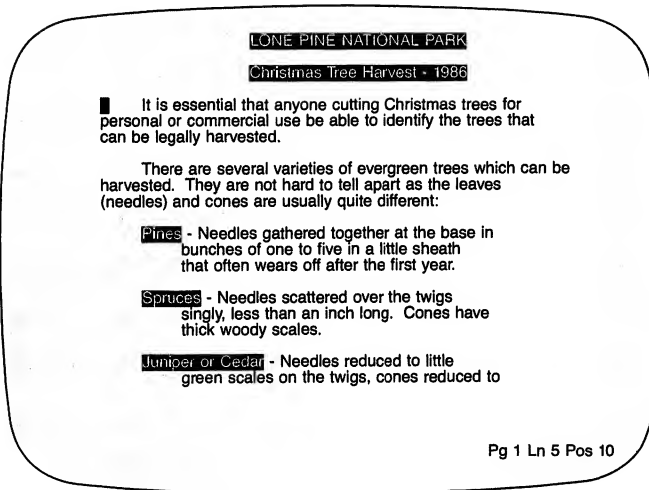 LONE PINE NATIONAL PARK
Christmas Tree Harvest - 1986
It is essential that anyone cutting Christmas trees for
personal or commercial use be able to identify the trees that
can be legally harvested.
There are several varieties of evergreen trees which can be
harvested. They are not hard to tell apart as the leaves
(needles) and cones are usually quite different:
Pines - Needles gathered together at the base in
bunches of one to five in a little sheath
that often wears off after the first year.
Spruces - Needles scattered over the twigs
singly, less than an inch long. Cones have
thick woody scales.
Juniper or Cedar - Needles reduced to little
green scales on the twigs, cones reduced to
Pg 1 Ln 5 Pos 10